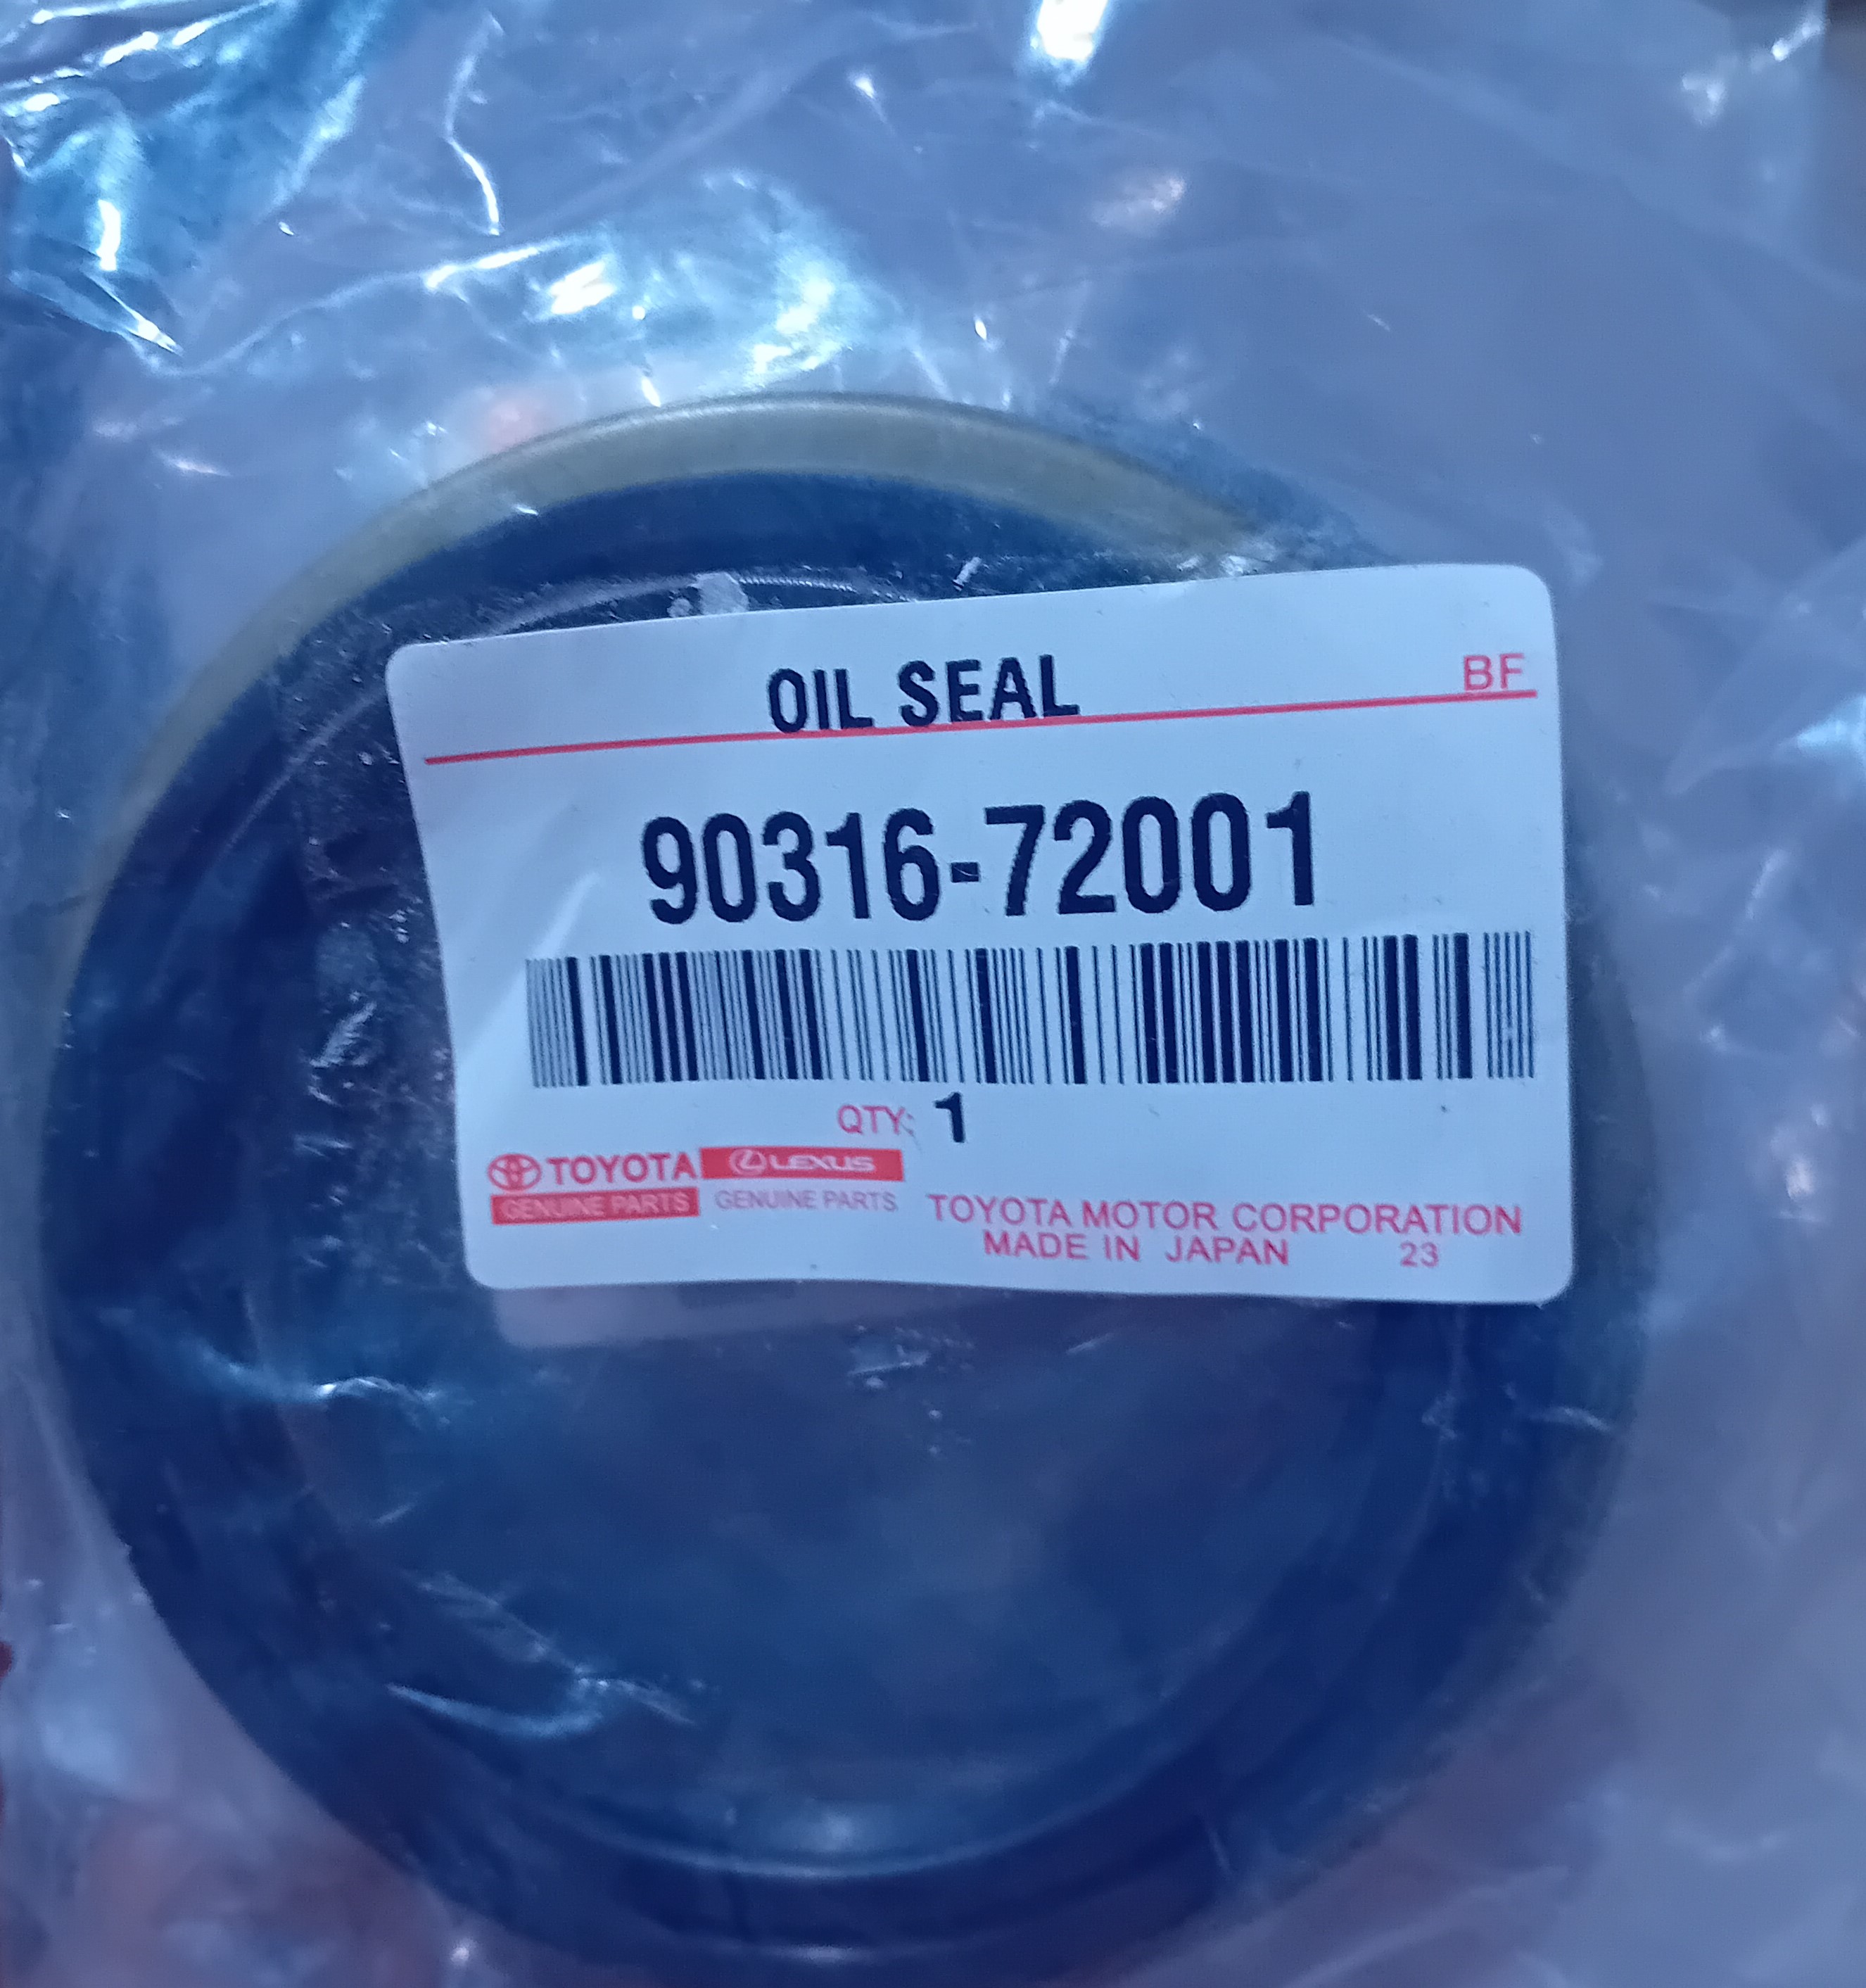 OIL SEAL BF
90316-72001
QTY: 1
TOYOTA LEXUS
GENUINE PARTS GENUINE PARTS TOYOTA MOTOR CORPORATION
MADE IN JAPAN 23